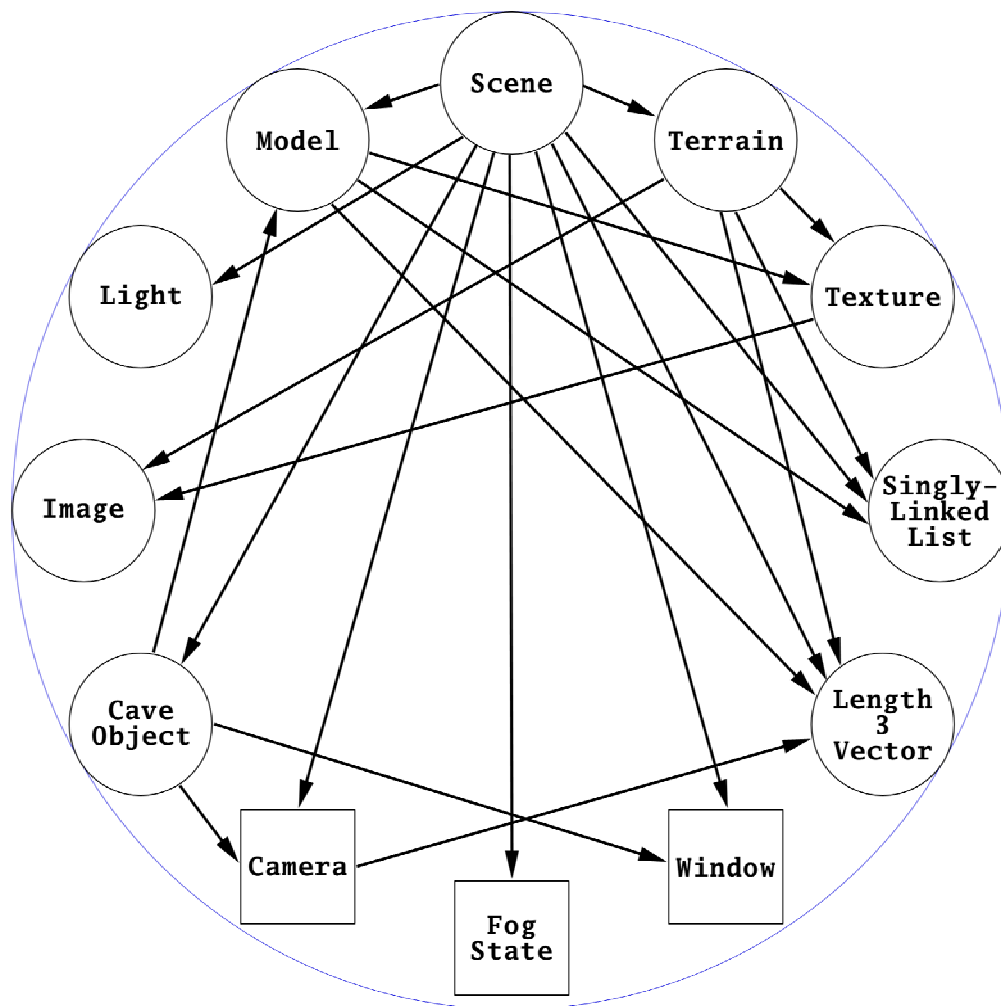 Scene
Model
Terrain
Light
Texture
Image
Singly-
Linked
List
Cave
Object
Length
3
Vector
Camera
Window
Fog
State